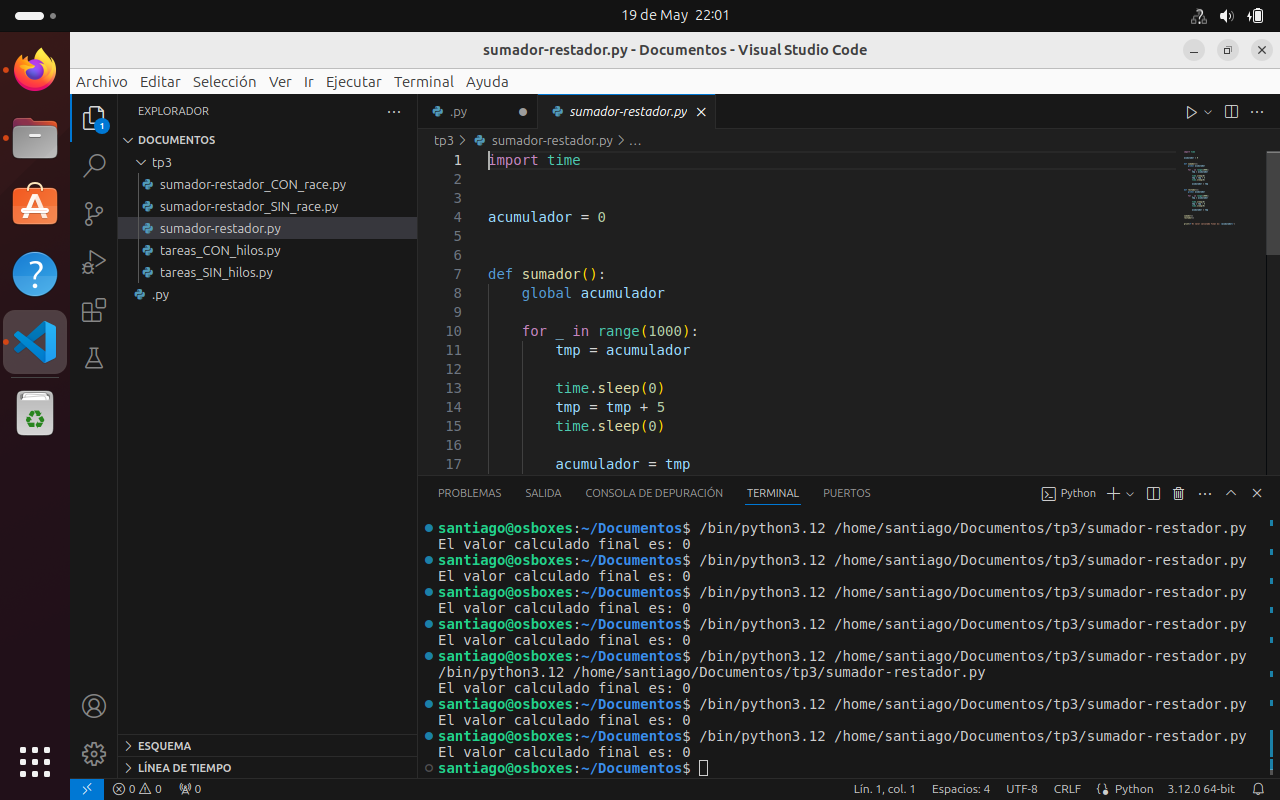 19 de May 22:01
sumador-restador.py - Documentos - Visual Studio Code
Archivo Editar Selección Ver Ir Ejecutar Terminal Ayuda
EXPLORADOR
1
DOCUMENTOS
tp3
sumador-restador_CON_race.py
sumador-restador_SIN_race.py
sumador-restador.py
tareas_CON_hilos.py
tareas_SIN_hilos.py
.py
ESQUEMA
LÍNEA DE TIEMPO
.py
sumador-restador.py
tp3 > sumador-restador.py > ...
1 import time
2
3
4 acumulador = 0
5
6
7 def sumador():
8 global acumulador
9
10 for _ in range(1000):
11 tmp = acumulador
12
13 time.sleep(0)
14 tmp = tmp + 5
15 time.sleep(0)
16
17 acumulador = tmp
PROBLEMAS SALIDA CONSOLA DE DEPURACIÓN TERMINAL PUERTOS
Python
santiago@osboxes:~/Documentos$ /bin/python3.12 /home/santiago/Documentos/tp3/sumador-restador.py
El valor calculado final es: 0
santiago@osboxes:~/Documentos$ /bin/python3.12 /home/santiago/Documentos/tp3/sumador-restador.py
El valor calculado final es: 0
santiago@osboxes:~/Documentos$ /bin/python3.12 /home/santiago/Documentos/tp3/sumador-restador.py
El valor calculado final es: 0
santiago@osboxes:~/Documentos$ /bin/python3.12 /home/santiago/Documentos/tp3/sumador-restador.py
El valor calculado final es: 0
santiago@osboxes:~/Documentos$ /bin/python3.12 /home/santiago/Documentos/tp3/sumador-restador.py
/bin/python3.12 /home/santiago/Documentos/tp3/sumador-restador.py
El valor calculado final es: 0
santiago@osboxes:~/Documentos$ /bin/python3.12 /home/santiago/Documentos/tp3/sumador-restador.py
El valor calculado final es: 0
santiago@osboxes:~/Documentos$ /bin/python3.12 /home/santiago/Documentos/tp3/sumador-restador.py
El valor calculado final es: 0
santiago@osboxes:~/Documentos$
0 0 0
Lín. 1, col. 1 Espacios: 4 UTF-8 CRLF Python 3.12.0 64-bit